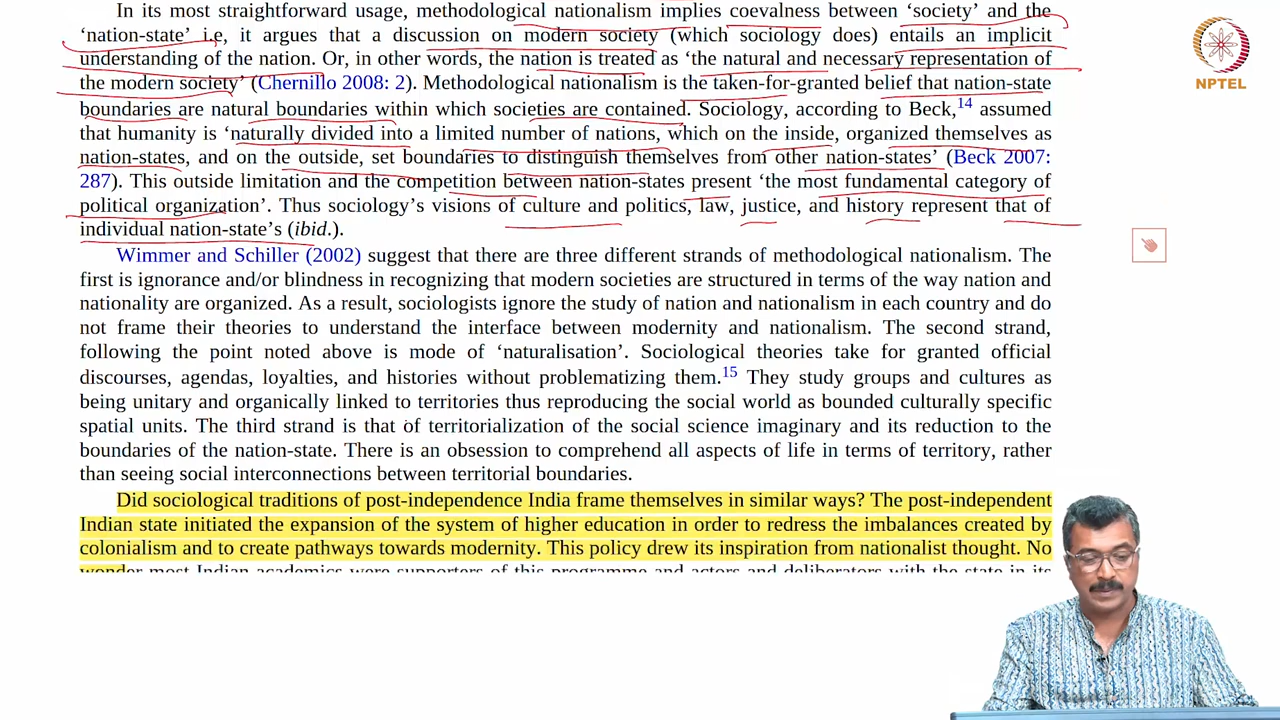 In its most straightforward usage, methodological nationalism implies coevalness between ‘society’ and the
‘nation-state’ i.e, it argues that a discussion on modern society (which sociology does) entails an implicit
understanding of the nation. Or, in other words, the nation is treated as ‘the natural and necessary representation of
the modern society’ (Chernillo 2008: 2). Methodological nationalism is the taken-for-granted belief that nation-state
boundaries are natural boundaries within which societies are contained. Sociology, according to Beck,14 assumed
that humanity is ‘naturally divided into a limited number of nations, which on the inside, organized themselves as
nation-states, and on the outside, set boundaries to distinguish themselves from other nation-states’ (Beck 2007:
287). This outside limitation and the competition between nation-states present ‘the most fundamental category of
political organization’. Thus Sociology’s visions of culture and politics, law, justice, and history represent that of
individual nation-state’s (ibid.).
Wimmer and Schiller (2002) suggest that there are three different strands of methodological nationalism. The
first is ignorance and/or blindness in recognizing that modern societies are structured in terms of the way nation and
nationality are organized. As a result, sociologists ignore the study of nation and nationalism in each country and do
not frame their theories to understand the interface between modernity and nationalism. The second strand,
following the point noted above is mode of ‘naturalisation’. Sociological theories take for granted official
discourses, agendas, loyalties, and histories without problematizing them.15 They study groups and cultures as
being unitary and organically linked to territories thus reproducing the social world as bounded culturally specific
spatial units. The third strand is that of territorialization of the social science imaginary and its reduction to the
boundaries of the nation-state. There is an obsession to comprehend all aspects of life in terms of territory, rather
than seeing social interconnections between territorial boundaries.
Did sociological traditions of post-independence India frame themselves in similar ways? The post-independent
Indian state initiated the expansion of the system of higher education in order to redress the imbalances created by
colonialism and to create pathways towards modernity. This policy drew its inspiration from nationalist thought. No
wonder most Indian academics were supporters of this programme and actors and deliberators with the state in its
NPTEL